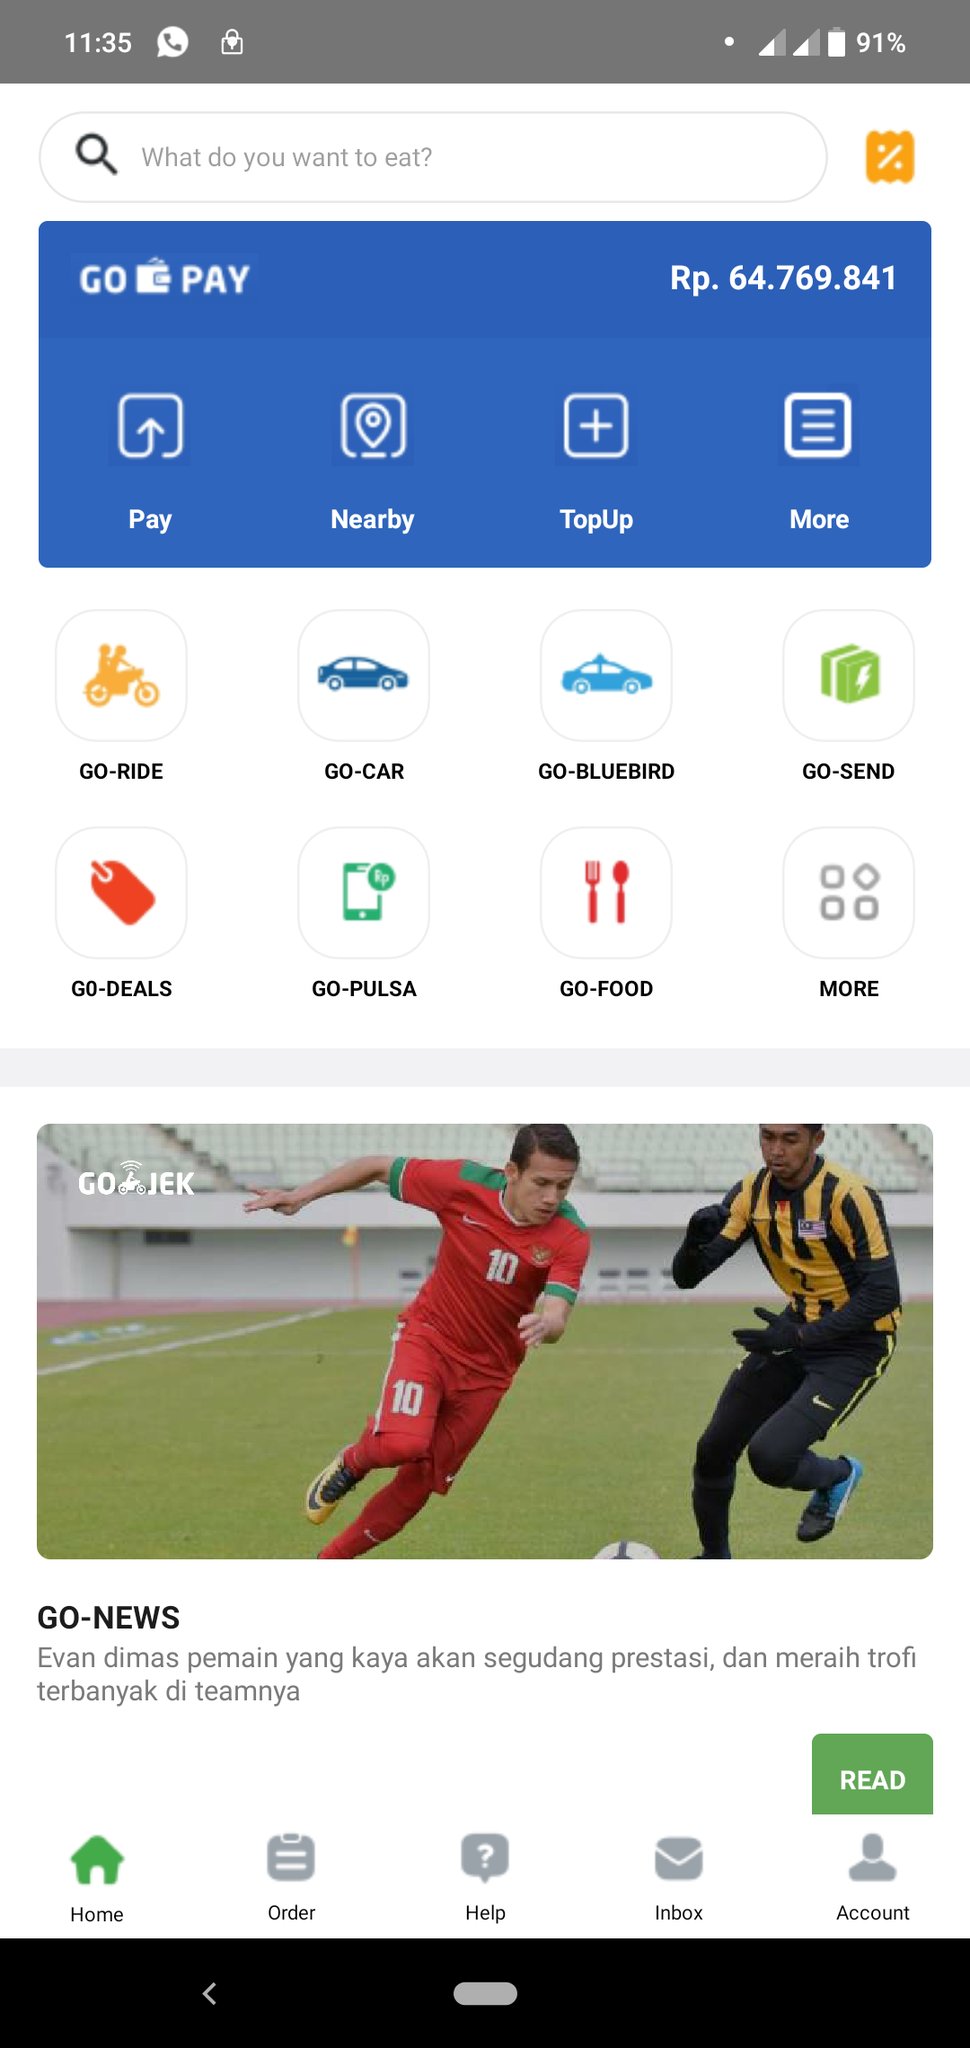 11:35
91%
What do you want to eat?
GO PAY
Rp. 64.769.841
Pay
Nearby
TopUp
More
GO-RIDE
GO-CAR
GO-BLUEBIRD
GO-SEND
Rp
G0-DEALS
GO-PULSA
GO-FOOD
MORE
GO JEK
10
10
GO-NEWS
Evan dimas pemain yang kaya akan segudang prestasi, dan meraih trofi
terbanyak di teamnya
READ
Home
Order
Help
Inbox
Account